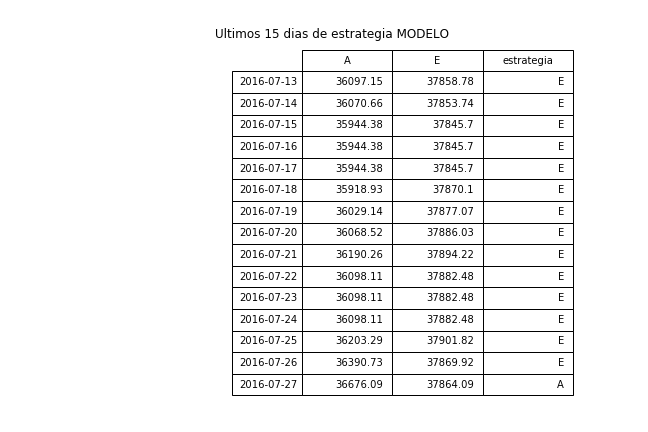 Ultimos 15 dias de estrategia MODELO
A E estrategia
2016-07-13 36097.15 37858.78 E
2016-07-14 36070.66 37853.74 E
2016-07-15 35944.38 37845.7 E
2016-07-16 35944.38 37845.7 E
2016-07-17 35944.38 37845.7 E
2016-07-18 35918.93 37870.1 E
2016-07-19 36029.14 37877.07 E
2016-07-20 36068.52 37886.03 E
2016-07-21 36190.26 37894.22 E
2016-07-22 36098.11 37882.48 E
2016-07-23 36098.11 37882.48 E
2016-07-24 36098.11 37882.48 E
2016-07-25 36203.29 37901.82 E
2016-07-26 36390.73 37869.92 E
2016-07-27 36676.09 37864.09 A